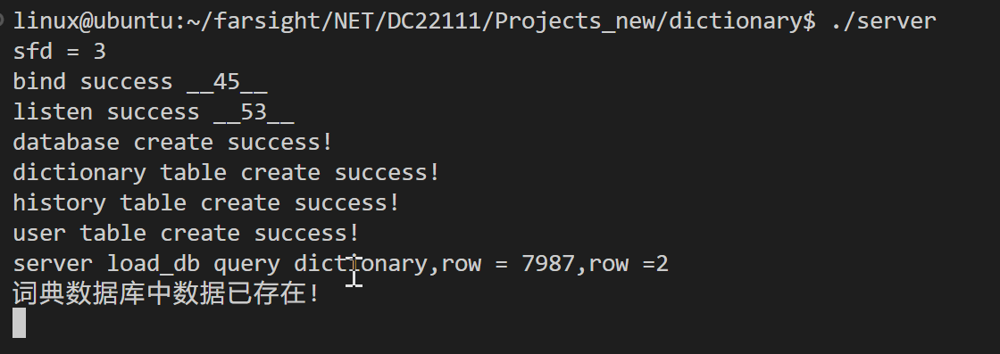 linux@ubuntu:~/farsight/NET/DC22111/Projects_new/dictionary$ ./server
sfd = 3
bind success __45__
listen success __53__
database create success!
dictionary table create success!
history table create success!
user table create success!
server load_db query dictionary,row = 7987,row =2
词典数据库中数据已存在!